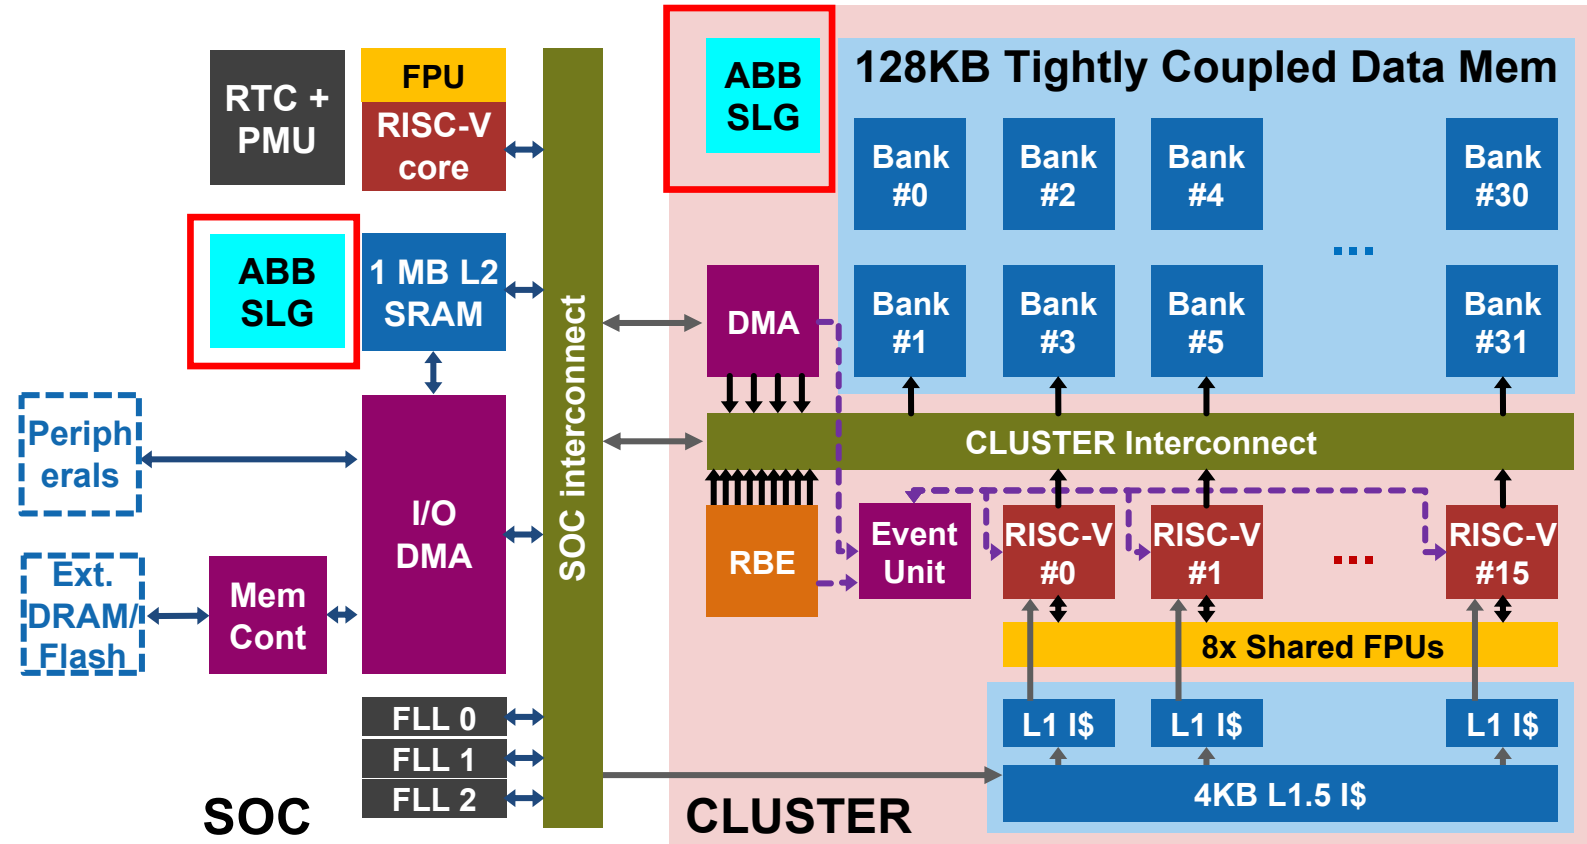 RTC +
PMU
FPU
RISC-V
core
ABB
SLG
1 MB L2
SRAM
Periph
erals
Ext.
DRAM/
Flash
Mem
Cont
I/O
DMA
FLL 0
FLL 1
FLL 2
SOC
SOC interconnect
ABB
SLG
128KB Tightly Coupled Data Mem
Bank
#0
Bank
#2
Bank
#4
...
Bank
#30
Bank
#1
Bank
#3
Bank
#5
Bank
#31
DMA
CLUSTER Interconnect
RBE
Event
Unit
RISC-V
#0
RISC-V
#1
...
RISC-V
#15
8x Shared FPUs
L1 I$
L1 I$
L1 I$
4KB L1.5 I$
CLUSTER